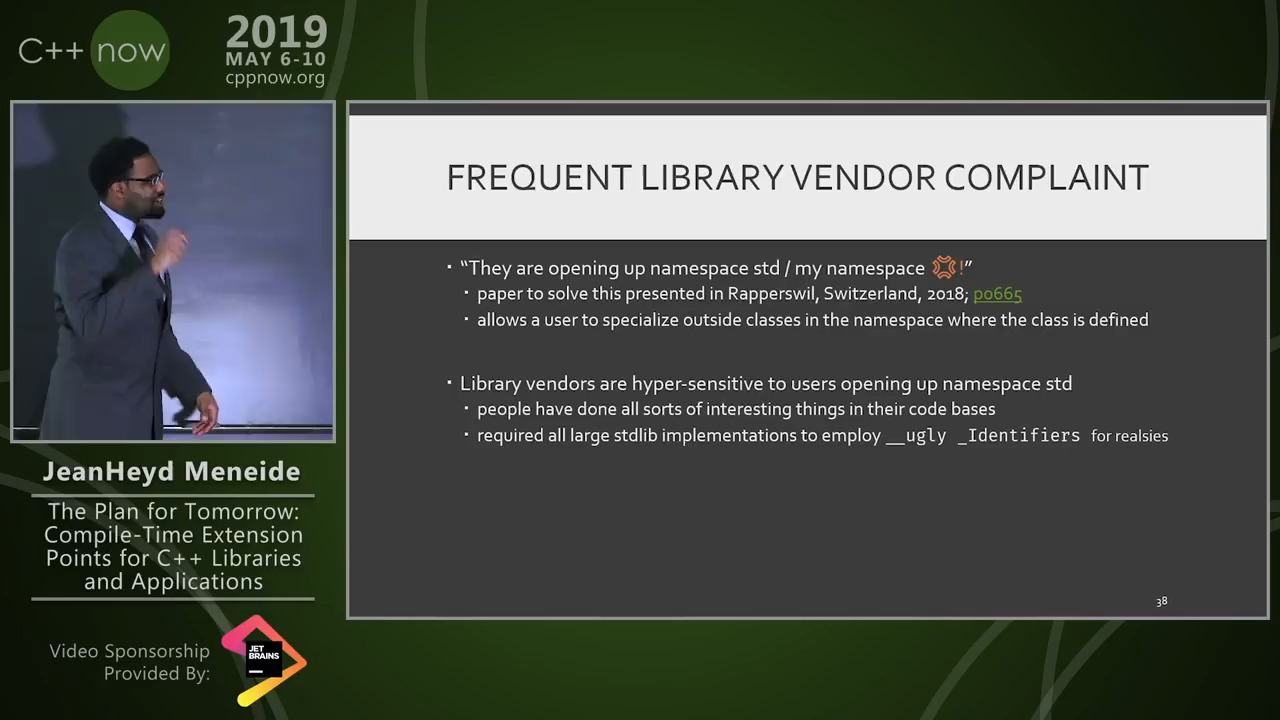 C++ now
2019
MAY 6-10
cppnow.org
FREQUENT LIBRARY VENDOR COMPLAINT
▪ “They are opening up namespace std / my namespace 💢!”
▪ paper to solve this presented in Rapperswil, Switzerland, 2018; p0665
▪ allows a user to specialize outside classes in the namespace where the class is defined
▪ Library vendors are hyper-sensitive to users opening up namespace std
▪ people have done all sorts of interesting things in their code bases
▪ required all large stdlib implementations to employ __ugly _Identifiers for realsies
38
JeanHeyd Meneide
The Plan for Tomorrow:
Compile-Time Extension
Points for C++ Libraries
and Applications
Video Sponsorship
Provided By:
JET
BRAINS